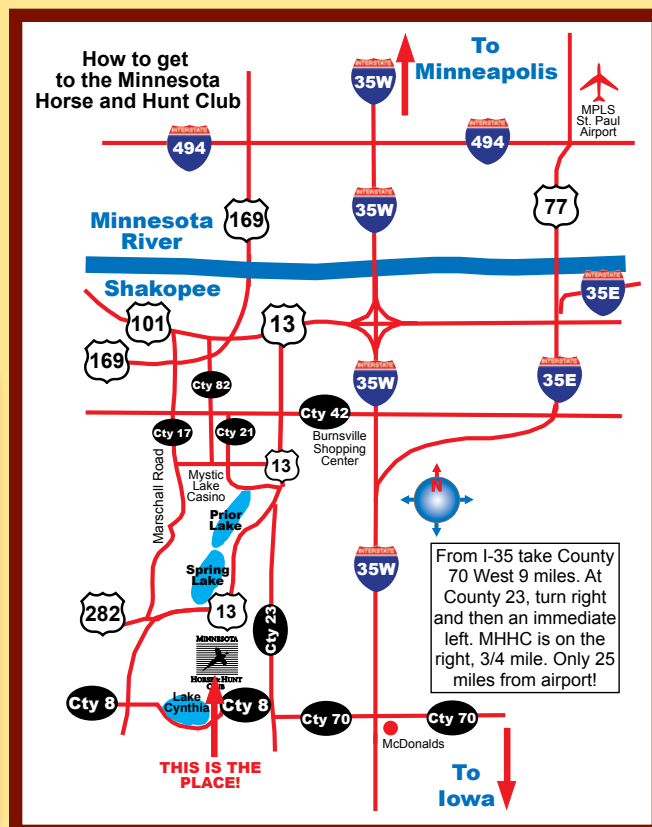 How to get
to the Minnesota
Horse and Hunt Club
To
Minneapolis
INTERSTATE
35W
MPLS
St. Paul
Airport
INTERSTATE
494
INTERSTATE
494
169
INTERSTATE
35W
77
Minnesota
River
Shakopee
INTERSTATE
35E
101
13
169
INTERSTATE
35W
INTERSTATE
35E
Cty 82
Cty 42
Cty 17
Cty 21
Burnsville
Shopping
Center
Marschall Road
Mystic
Lake
Casino
13
N
Prior
Lake
Spring
Lake
INTERSTATE
35W
From I-35 take County
70 West 9 miles. At
County 23, turn right
and then an immediate
left. MHHC is on the
right, 3/4 mile. Only 25
miles from airport!
282
13
Cty 23
MINNESOTA
HORSE & HUNT
CLUB
Cty 8
Lake
Cynthia
Cty 8
Cty 70
Cty 70
McDonalds
THIS IS THE
PLACE!
To
Iowa